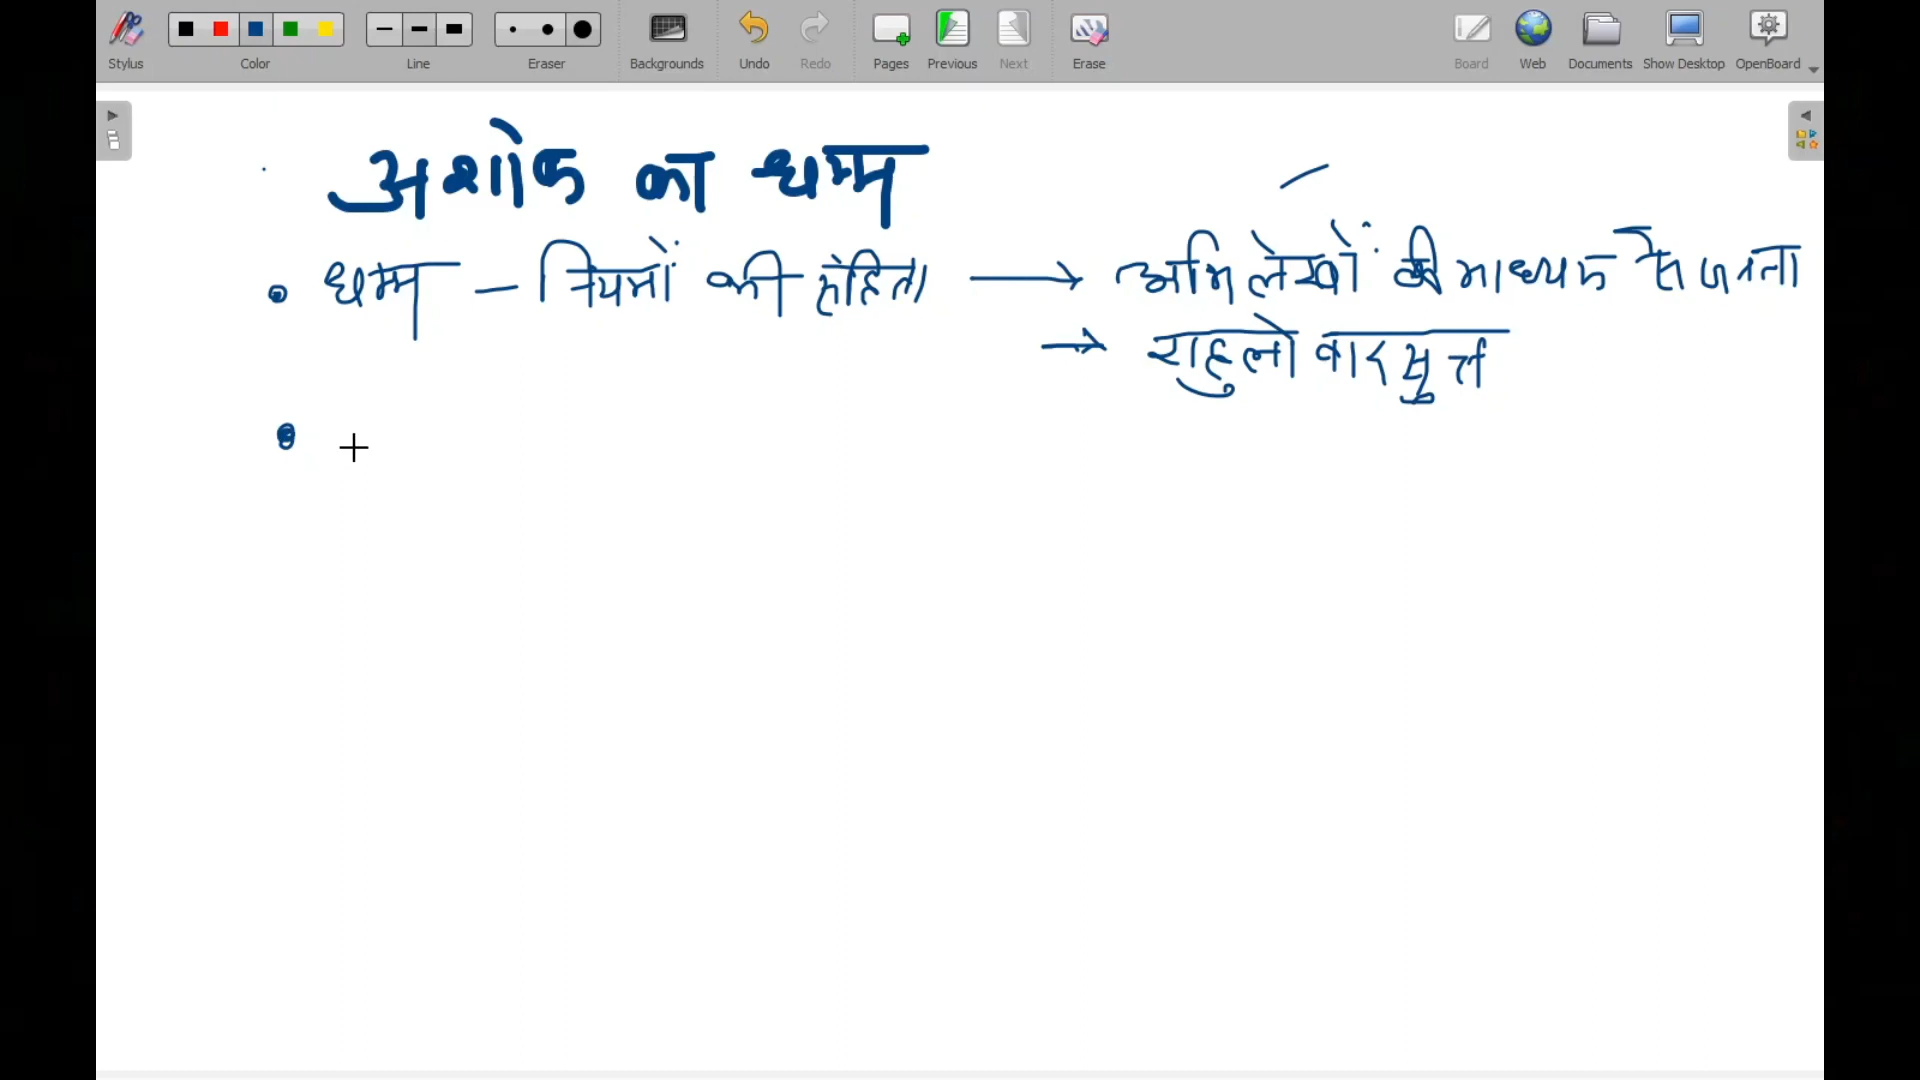 Stylus Color Line Eraser Backgrounds Undo Redo Pages Previous Next Erase Board Web Documents Show Desktop OpenBoard
अशोक का धम्म
• धम्म – नियमों की संहिता → अभिलेखों के माध्यम से जनता
→ राहुलोवादसुत्त
•